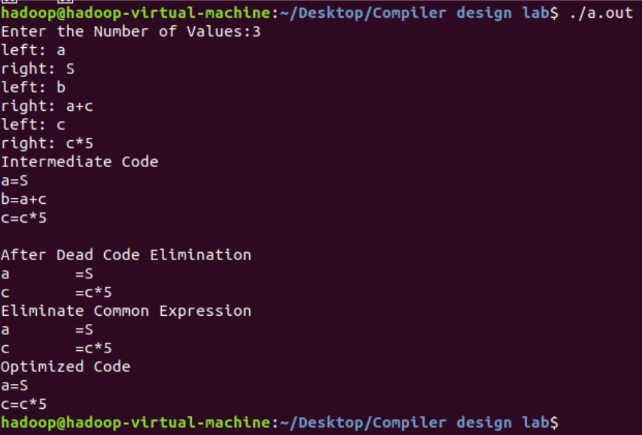 hadoop@hadoop-virtual-machine:~/Desktop/Compiler design lab$ ./a.out
Enter the Number of Values:3
left: a
right: S
left: b
right: a+c
left: c
right: c*5
Intermediate Code
a=S
b=a+c
c=c*5

After Dead Code Elimination
a        =S
c        =c*5
Eliminate Common Expression
a        =S
c        =c*5
Optimized Code
a=S
c=c*5
hadoop@hadoop-virtual-machine:~/Desktop/Compiler design lab$